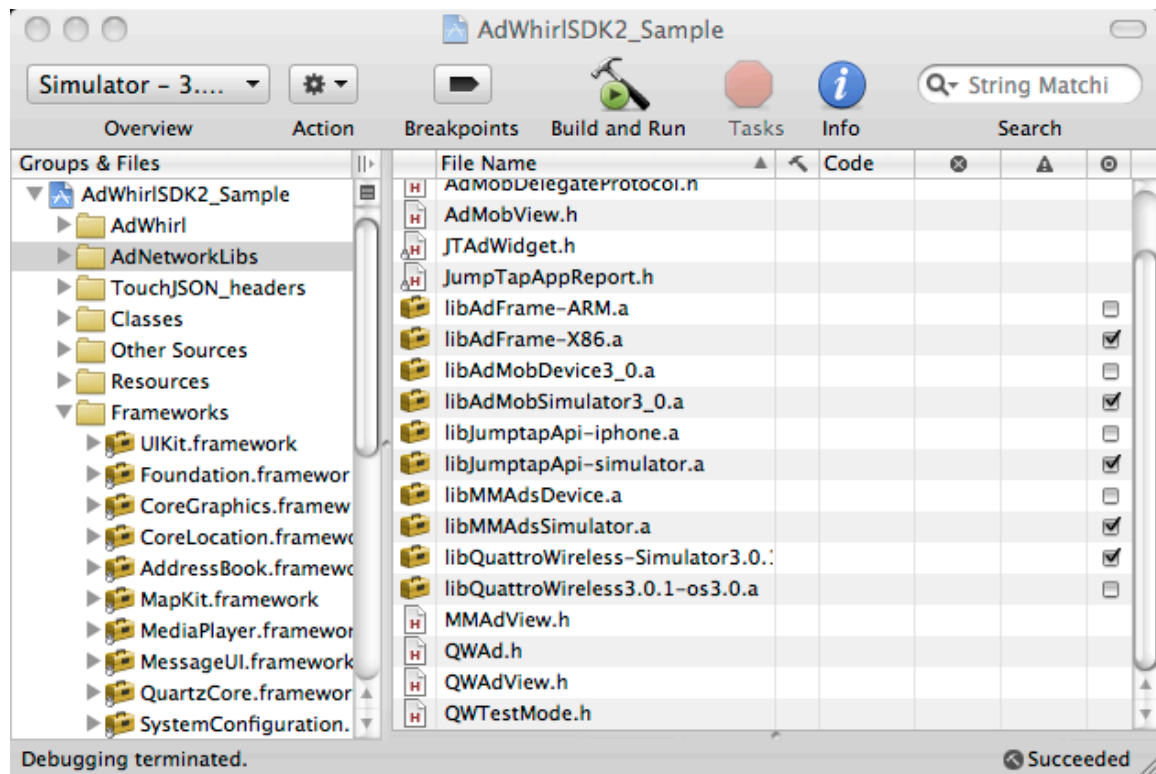 AdWhirlSDK2_Sample
Simulator – 3....
String Matchi
Overview
Action
Breakpoints
Build and Run
Tasks
Info
Search
Groups & Files
AdWhirlSDK2_Sample
AdWhirl
AdNetworkLibs
TouchJSON_headers
Classes
Other Sources
Resources
Frameworks
UIKit.framework
Foundation.framewor
CoreGraphics.framew
CoreLocation.framewo
AddressBook.framewo
MapKit.framework
MediaPlayer.framewor
MessageUI.framework
QuartzCore.framewor
SystemConfiguration.
File Name
Code
AdMobDelegateProtocol.h
AdMobView.h
JTAdWidget.h
JumpTapAppReport.h
libAdFrame-ARM.a
libAdFrame-X86.a
libAdMobDevice3_0.a
libAdMobSimulator3_0.a
libJumptapApi-iphone.a
libJumptapApi-simulator.a
libMMAdsDevice.a
libMMAdsSimulator.a
libQuattroWireless-Simulator3.0.:
libQuattroWireless3.0.1-os3.0.a
MMAdView.h
QWAd.h
QWAdView.h
QWTestMode.h
Debugging terminated.
Succeeded